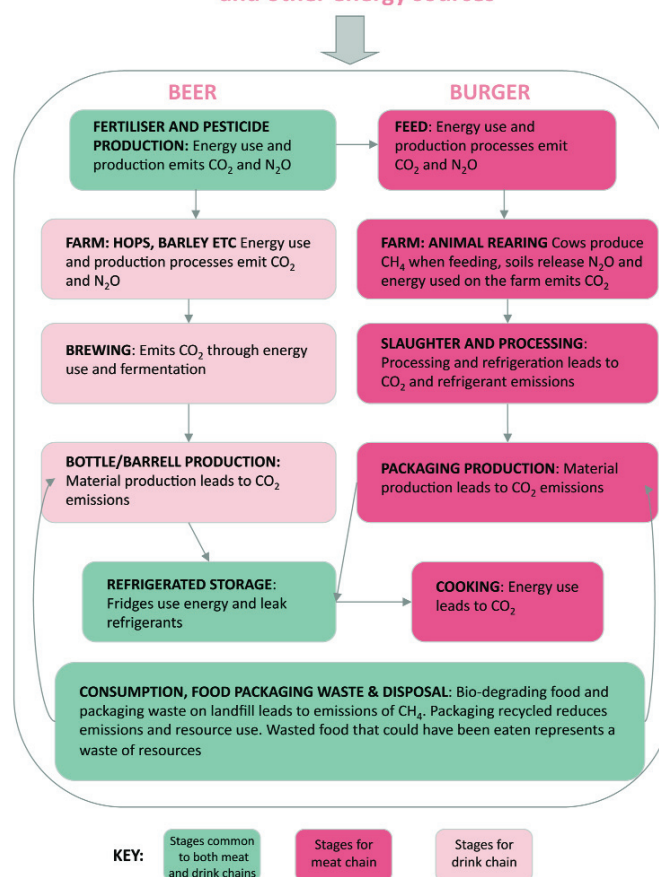 and other energy sources
BEER
BURGER
FERTILISER AND PESTICIDE
PRODUCTION: Energy use and
production emits CO₂ and N₂O
FEED: Energy use and
production processes emit
CO₂ and N₂O
FARM: HOPS, BARLEY ETC Energy use
and production processes emit CO₂
and N₂O
FARM: ANIMAL REARING Cows produce
CH₄ when feeding, soils release N₂O and
energy used on the farm emits CO₂
BREWING: Emits CO₂ through energy
use and fermentation
SLAUGHTER AND PROCESSING:
Processing and refrigeration leads to
CO₂ and refrigerant emissions
BOTTLE/BARRELL PRODUCTION:
Material production leads to CO₂
emissions
PACKAGING PRODUCTION: Material
production leads to CO₂ emissions
REFRIGERATED STORAGE:
Fridges use energy and leak
refrigerants
COOKING: Energy use
leads to CO₂
CONSUMPTION, FOOD PACKAGING WASTE & DISPOSAL: Bio-degrading food and
packaging waste on landfill leads to emissions of CH₄. Packaging recycled reduces
emissions and resource use. Wasted food that could have been eaten represents a
waste of resources
KEY:
Stages common
to both meat
and drink chains
Stages for
meat chain
Stages for
drink chain